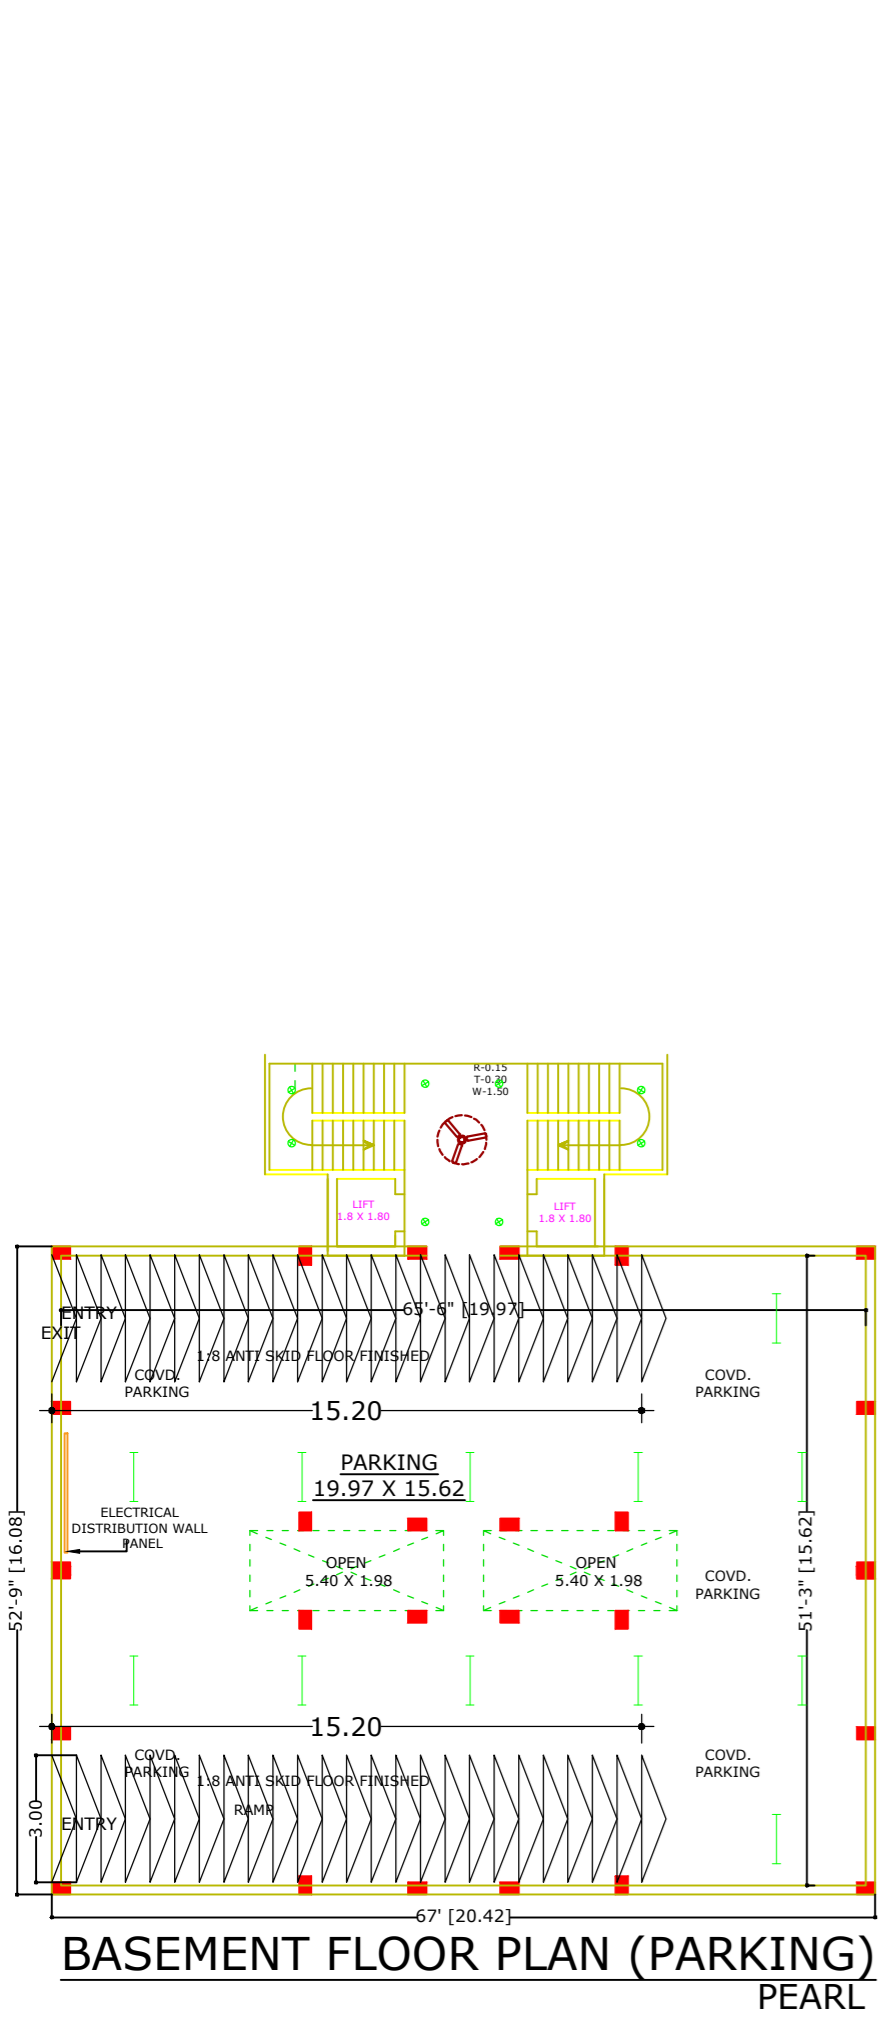 R-0.15
T-0.30
W-1.50
LIFT
1.8 X 1.80
LIFT
1.8 X 1.80
65'-6" [19.97]
ENTRY
EXIT
1:8 ANTI SKID FLOOR FINISHED
COVD.
PARKING
COVD.
PARKING
15.20
PARKING
19.97 X 15.62
ELECTRICAL
DISTRIBUTION WALL
PANEL
52'-9" [16.08]
51'-3" [15.62]
OPEN
5.40 X 1.98
OPEN
5.40 X 1.98
COVD.
PARKING
15.20
COVD.
PARKING
COVD.
PARKING
1:8 ANTI SKID FLOOR FINISHED
RAMP
3.00
ENTRY
67' [20.42]
BASEMENT FLOOR PLAN (PARKING)
PEARL